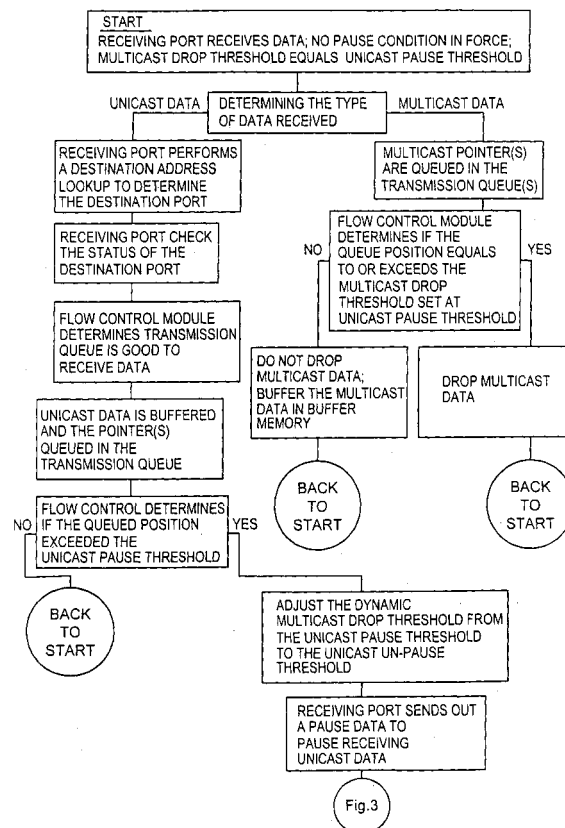 START
RECEIVING PORT RECEIVES DATA; NO PAUSE CONDITION IN FORCE;
MULTICAST DROP THRESHOLD EQUALS UNICAST PAUSE THRESHOLD
UNICAST DATA
DETERMINING THE TYPE
OF DATA RECEIVED
MULTICAST DATA
RECEIVING PORT PERFORMS
A DESTINATION ADDRESS
LOOKUP TO DETERMINE
THE DESTINATION PORT
RECEIVING PORT CHECK
THE STATUS OF THE
DESTINATION PORT
FLOW CONTROL MODULE
DETERMINES TRANSMISSION
QUEUE IS GOOD TO
RECEIVE DATA
UNICAST DATA IS BUFFERED
AND THE POINTER(S)
QUEUED IN THE
TRANSMISSION QUEUE
NO
FLOW CONTROL DETERMINES
IF THE QUEUED POSITION
EXCEEDED THE
UNICAST PAUSE THRESHOLD
YES
BACK
TO
START
ADJUST THE DYNAMIC
MULTICAST DROP THRESHOLD FROM
THE UNICAST PAUSE THRESHOLD
TO THE UNICAST UN-PAUSE
THRESHOLD
RECEIVING PORT SENDS OUT
A PAUSE DATA TO
PAUSE RECEIVING
UNICAST DATA
Fig.3
MULTICAST POINTER(S)
ARE QUEUED IN THE
TRANSMISSION QUEUE(S)
NO
FLOW CONTROL MODULE
DETERMINES IF THE
QUEUE POSITION EQUALS
TO OR EXCEEDS THE
MULTICAST DROP
THRESHOLD SET AT
UNICAST PAUSE THRESHOLD
YES
DO NOT DROP
MULTICAST DATA;
BUFFER THE MULTICAST
DATA IN BUFFER
MEMORY
BACK
TO
START
DROP MULTICAST
DATA
BACK
TO
START